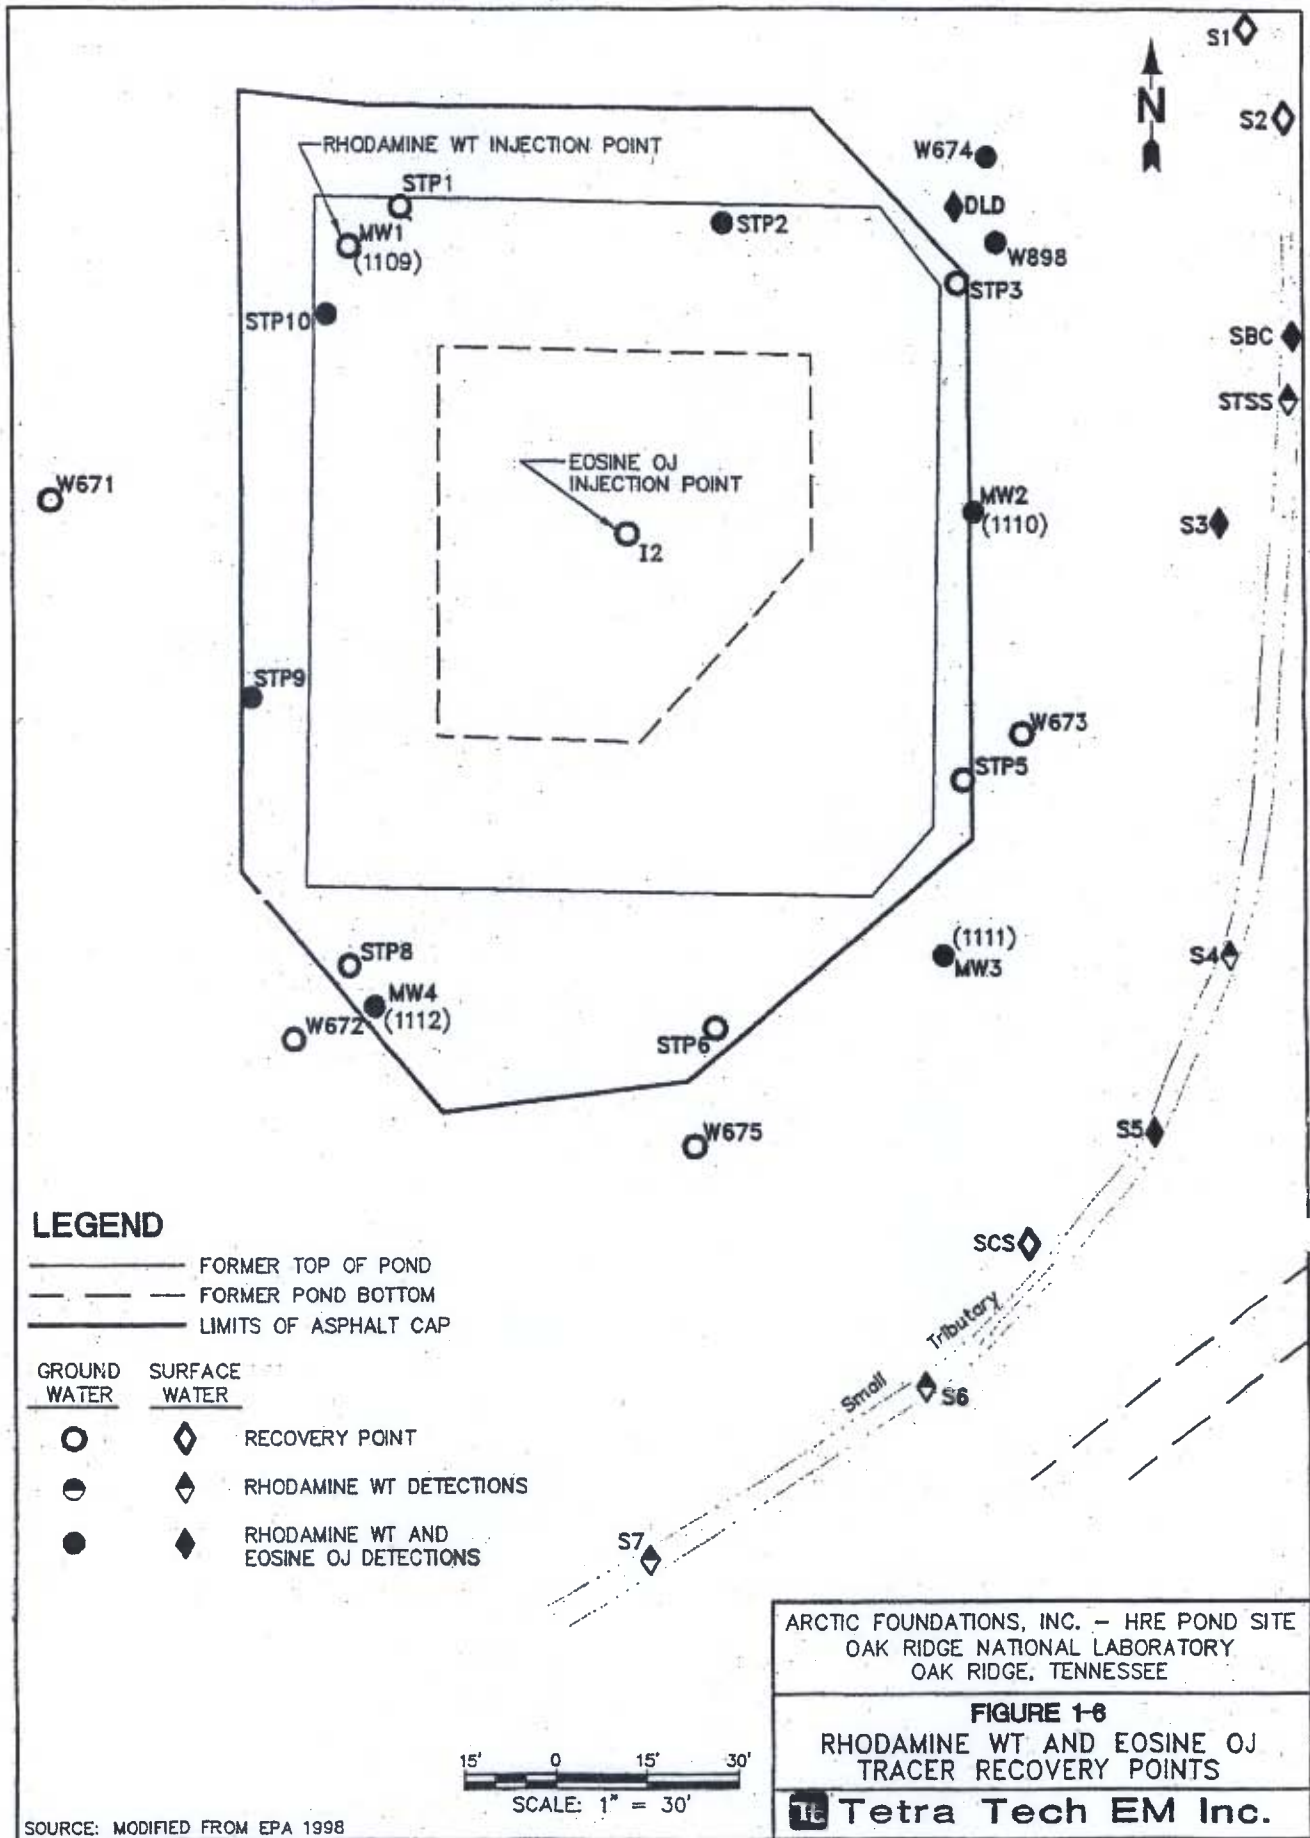 S1
N
S2
RHODAMINE WT INJECTION POINT
W674
STP1
DLD
STP2
MW1
(1109)
W898
STP3
STP10
SBC
STSS
EOSINE OJ
INJECTION POINT
W671
MW2
(1110)
S3
I2
STP9
W673
STP5
(1111)
MW3
STP8
S4
MW4
(1112)
W672
STP6
W675
S5
LEGEND
SCS
FORMER TOP OF POND
FORMER POND BOTTOM
LIMITS OF ASPHALT CAP
Small Tributary
S6
GROUND WATER
SURFACE WATER
RECOVERY POINT
RHODAMINE WT DETECTIONS
RHODAMINE WT AND
EOSINE OJ DETECTIONS
S7
ARCTIC FOUNDATIONS, INC. – HRE POND SITE
OAK RIDGE NATIONAL LABORATORY
OAK RIDGE, TENNESSEE
FIGURE 1-6
RHODAMINE WT AND EOSINE OJ
TRACER RECOVERY POINTS
15' 0 15' 30'
SCALE: 1" = 30'
Tt Tetra Tech EM Inc.
SOURCE: MODIFIED FROM EPA 1998